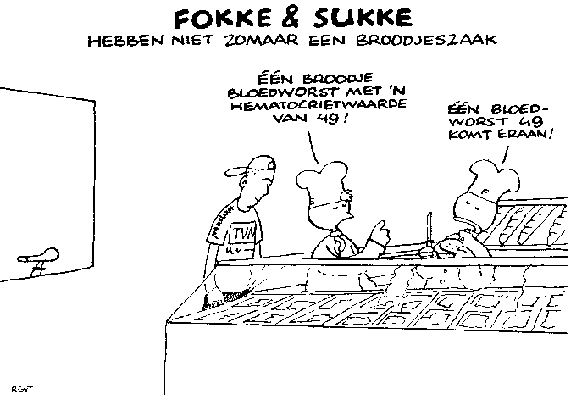 FOKKE & SUKKE
HEBBEN NIET ZOMAAR EEN BROODJESZAAK
ÉÉN BROODJE
BLOEDWORST MET 'N
HEMATOCRIETWAARDE
VAN 49!
ÉÉN BLOED-
WORST 49
KOMT ERAAN!
TVM
RGvT